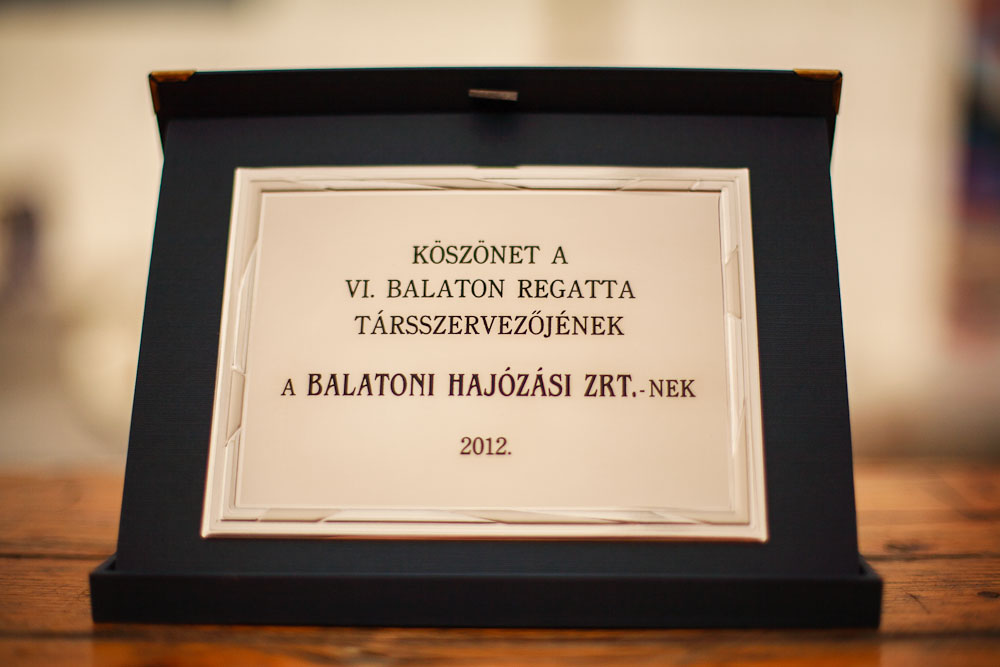 KÖSZÖNET A
VI. BALATON REGATTA
TÁRSSZERVEZŐJÉNEK
A BALATONI HAJÓZÁSI ZRT.-NEK
2012.